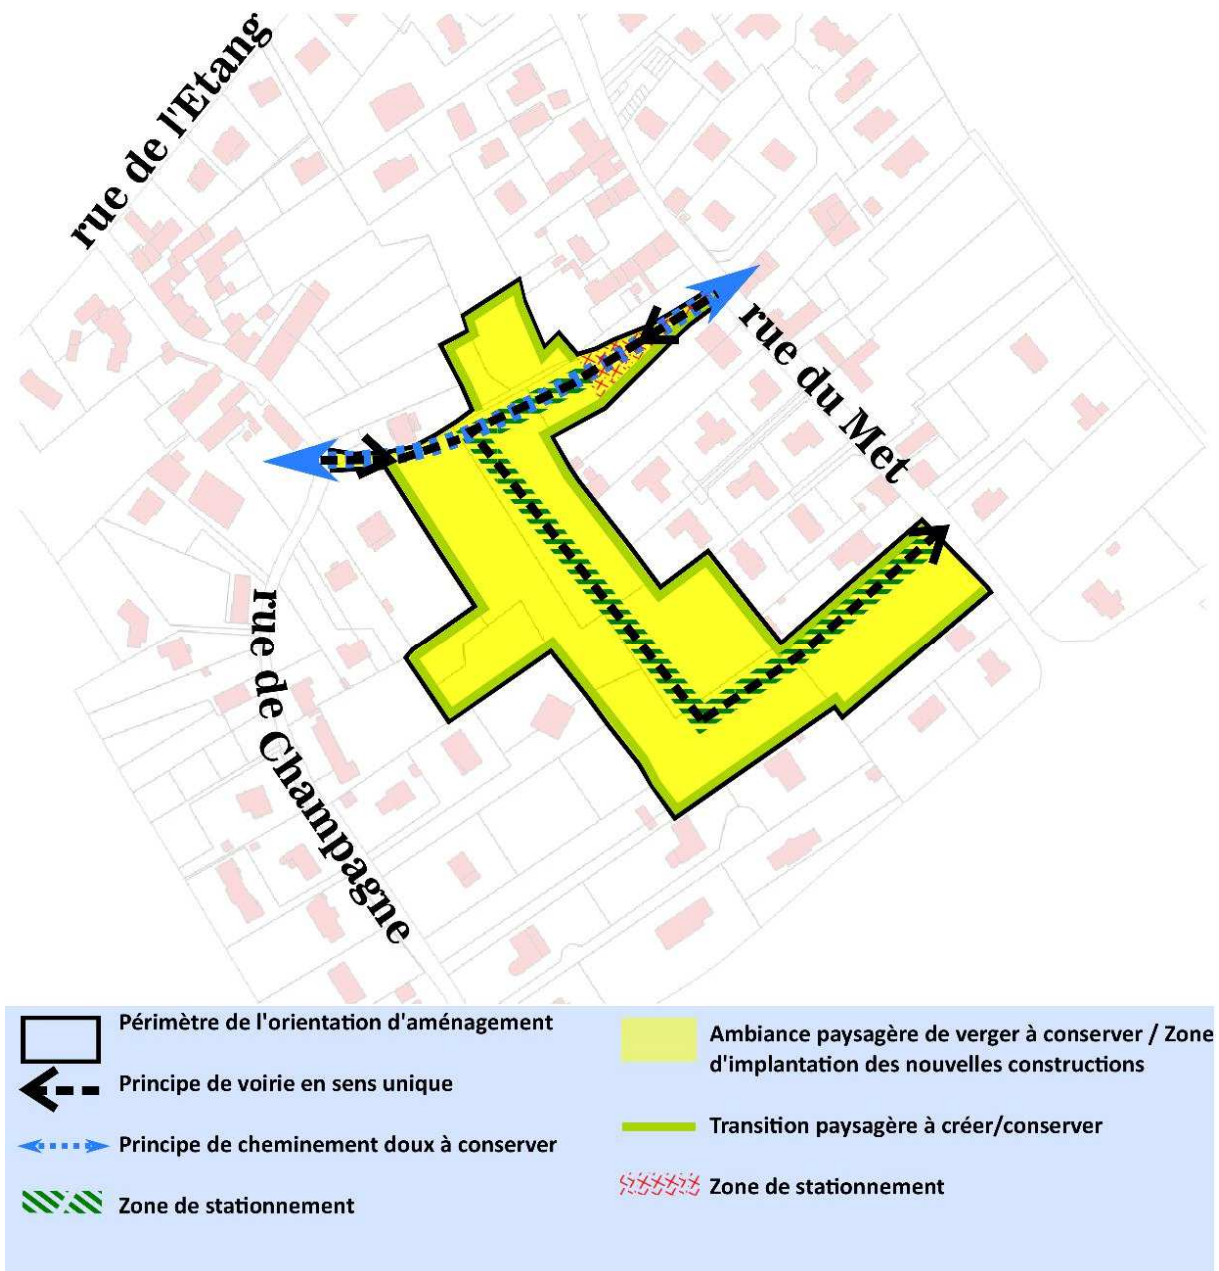 rue de l'Etang
rue du Met
rue de Champagne
Périmètre de l'orientation d'aménagement
Principe de voirie en sens unique
Principe de cheminement doux à conserver
Zone de stationnement
Ambiance paysagère de verger à conserver / Zone
d'implantation des nouvelles constructions
Transition paysagère à créer/conserver
Zone de stationnement